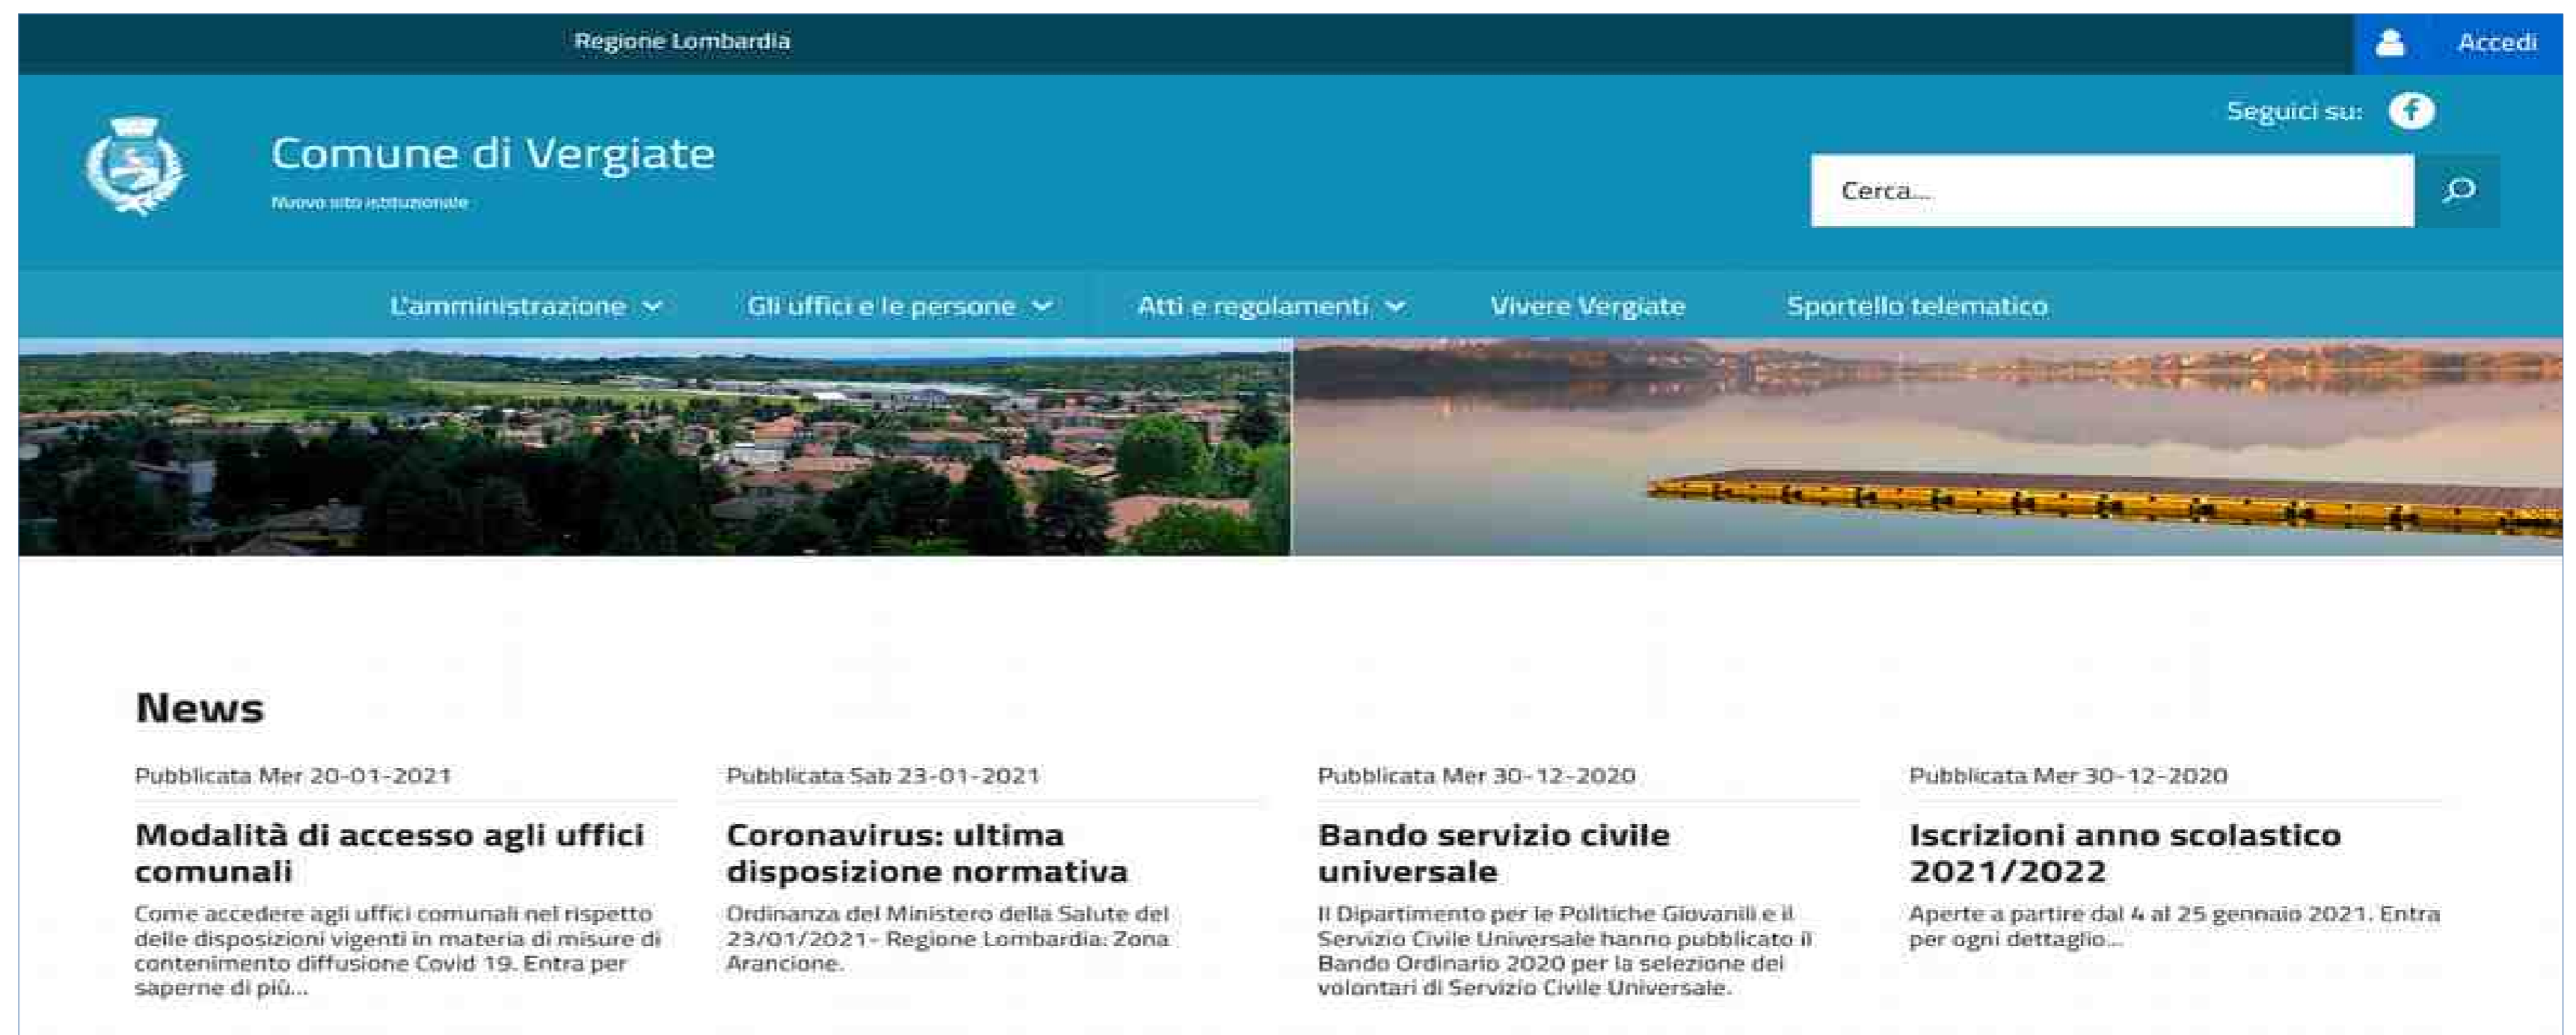 Regione Lombardia
Accedi
Seguici su:
Comune di Vergiate
Nuovo sito istituzionale
Cerca...
L'amministrazione
Gli uffici e le persone
Atti e regolamenti
Vivere Vergiate
Sportello telematico
News
Pubblicata Mer 20-01-2021
Modalità di accesso agli uffici
comunali
Come accedere agli uffici comunali nel rispetto
delle disposizioni vigenti in materia di misure di
contenimento diffusione Covid 19. Entra per
saperne di più...
Pubblicata Sab 23-01-2021
Coronavirus: ultima
disposizione normativa
Ordinanza del Ministero della Salute del
23/01/2021- Regione Lombardia: Zona
Arancione.
Pubblicata Mer 30-12-2020
Bando servizio civile
universale
Il Dipartimento per le Politiche Giovanili e il
Servizio Civile Universale hanno pubblicato il
Bando Ordinario 2020 per la selezione dei
volontari di Servizio Civile Universale.
Pubblicata Mer 30-12-2020
Iscrizioni anno scolastico
2021/2022
Aperte a partire dal 4 al 25 gennaio 2021. Entra
per ogni dettaglio...